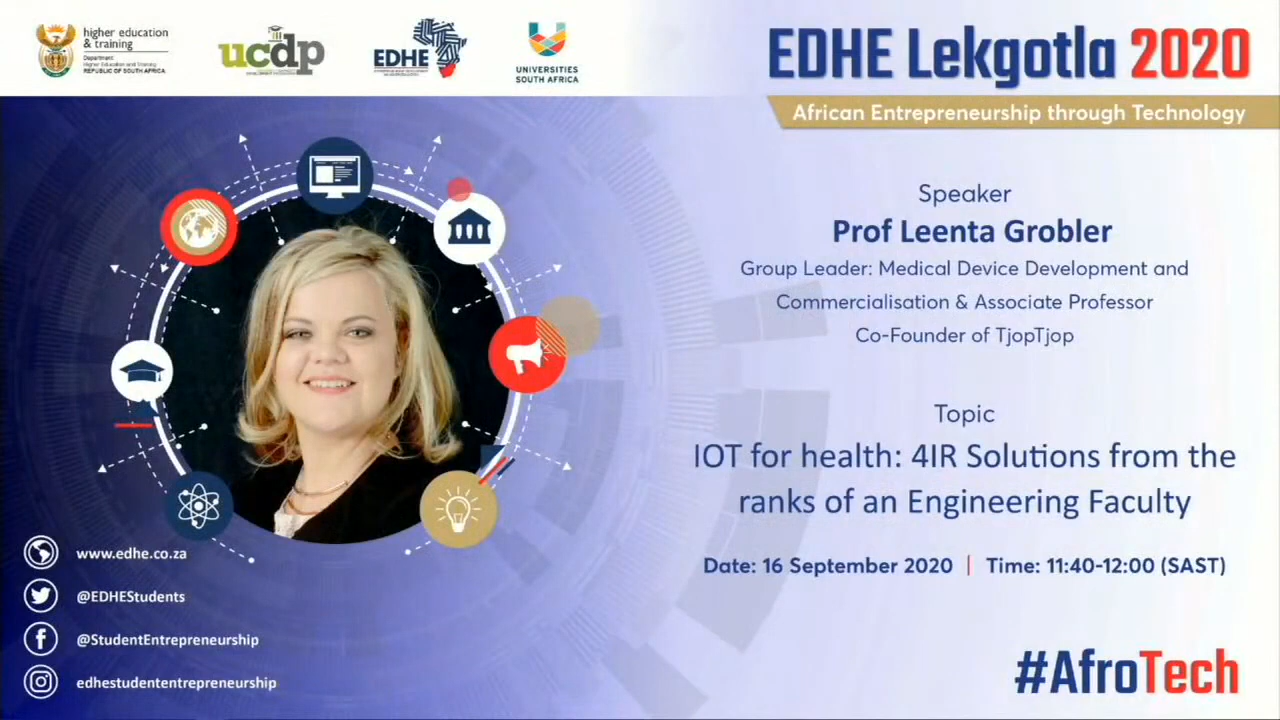 higher education
& training
Department:
Higher Education and Training
REPUBLIC OF SOUTH AFRICA
ucdp
EDHE
UNIVERSITIES
SOUTH AFRICA
EDHE Lekgotla 2020
African Entrepreneurship through Technology
Speaker
Prof Leenta Grobler
Group Leader: Medical Device Development and
Commercialisation & Associate Professor
Co-Founder of TjopTjop
Topic
IOT for health: 4IR Solutions from the
ranks of an Engineering Faculty
Date: 16 September 2020 | Time: 11:40-12:00 (SAST)
www.edhe.co.za
@EDHEStudents
@StudentEntrepreneurship
edhestudententrepreneurship
#AfroTech